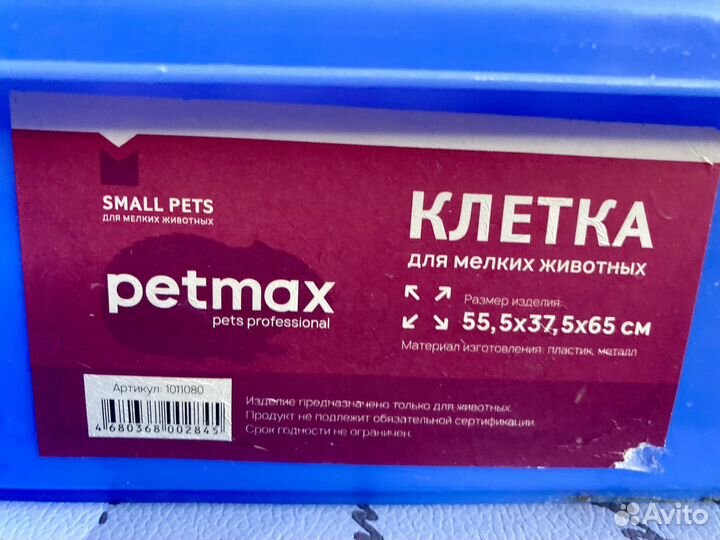 SMALL PETS
ДЛЯ МЕЛКИХ ЖИВОТНЫХ
petmax
pets professional
КЛЕТКА
для мелких животных
Размер изделия:
55,5x37,5x65 см
Материал изготовления: пластик, металл
Артикул: 1011080
4 680368 002845
Изделие предназначено только для животных.
Продукт не подлежит обязательной сертификации.
Срок годности не ограничен.
Avito